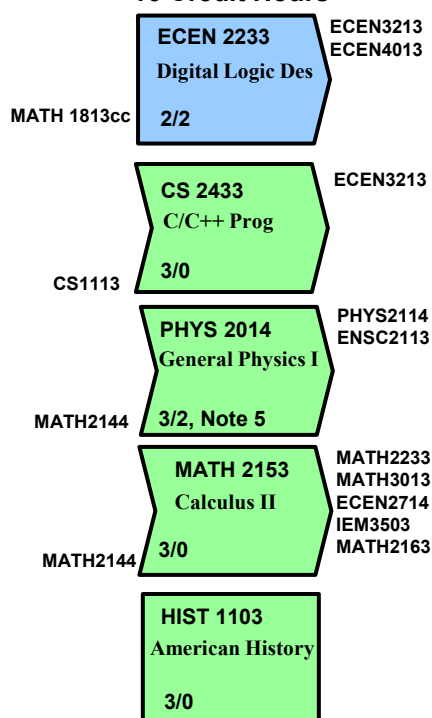 ECEN 2233
Digital Logic Des
2/2
MATH 1813cc
ECEN3213
ECEN4013
CS 2433
C/C++ Prog
3/0
CS1113
ECEN3213
PHYS 2014
General Physics I
3/2, Note 5
MATH2144
PHYS2114
ENSC2113
MATH 2153
Calculus II
3/0
MATH2144
MATH2233
MATH3013
ECEN2714
IEM3503
MATH2163
HIST 1103
American History
3/0